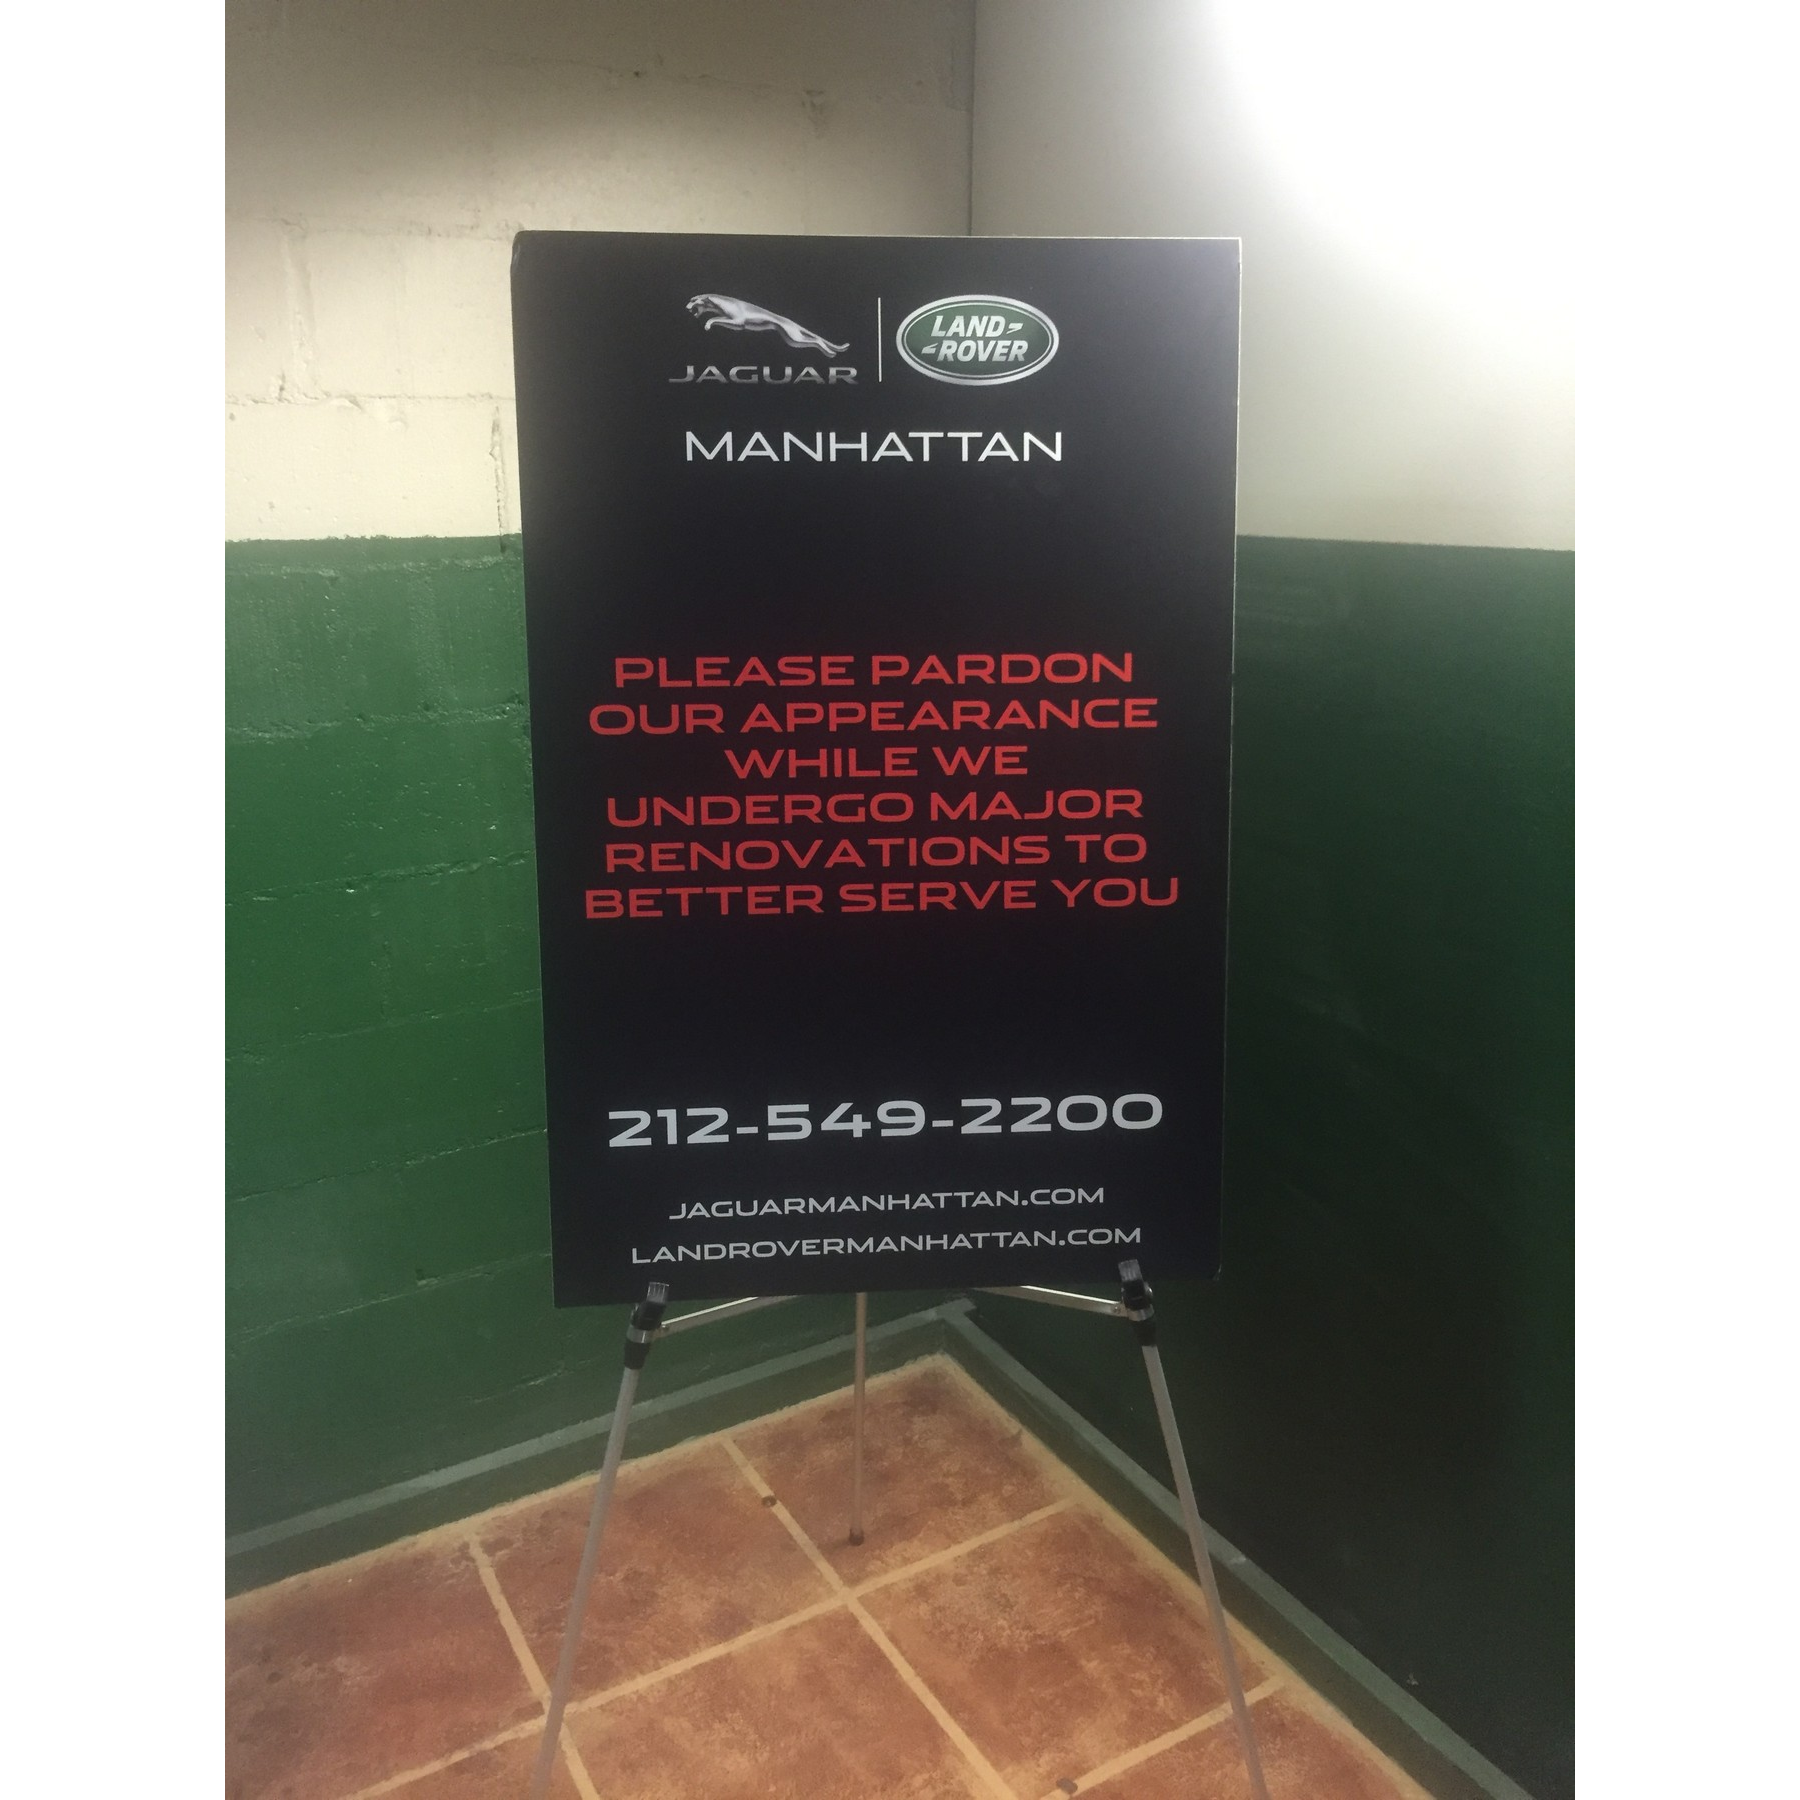 JAGUAR
LAND-
-ROVER
MANHATTAN
PLEASE PARDON
OUR APPEARANCE
WHILE WE
UNDERGO MAJOR
RENOVATIONS TO
BETTER SERVE YOU
212-549-2200
JAGUARMANHATTAN.COM
LANDROVERMANHATTAN.COM